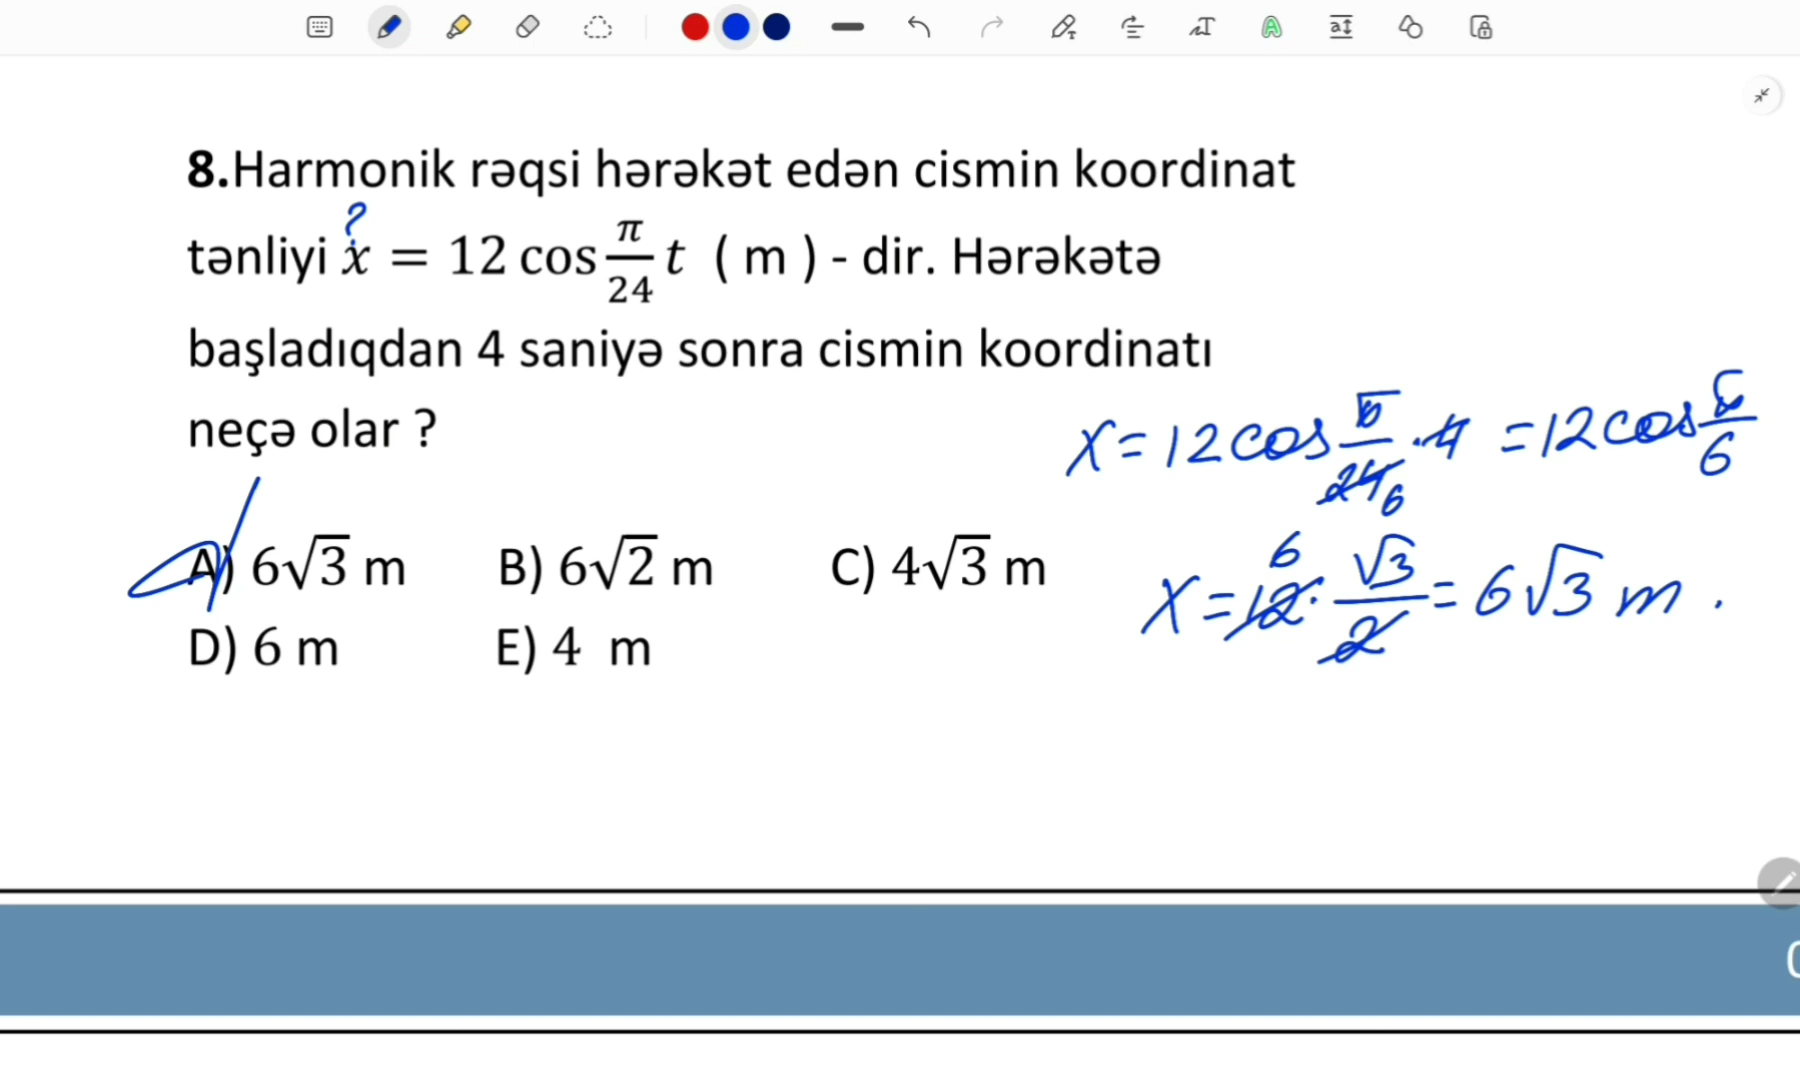 8.Harmonik rəqsi hərəkət edən cismin koordinat
?
tənliyi x = 12 cos π/24 t ( m ) - dir. Hərəkətə
başladıqdan 4 saniyə sonra cismin koordinatı
neçə olar ?
x = 12 cos π/24 6 · 4 = 12 cos π/6
A) 6√3 m B) 6√2 m C) 4√3 m
x = 12 6 · √3/2 = 6√3 m .
D) 6 m E) 4 m